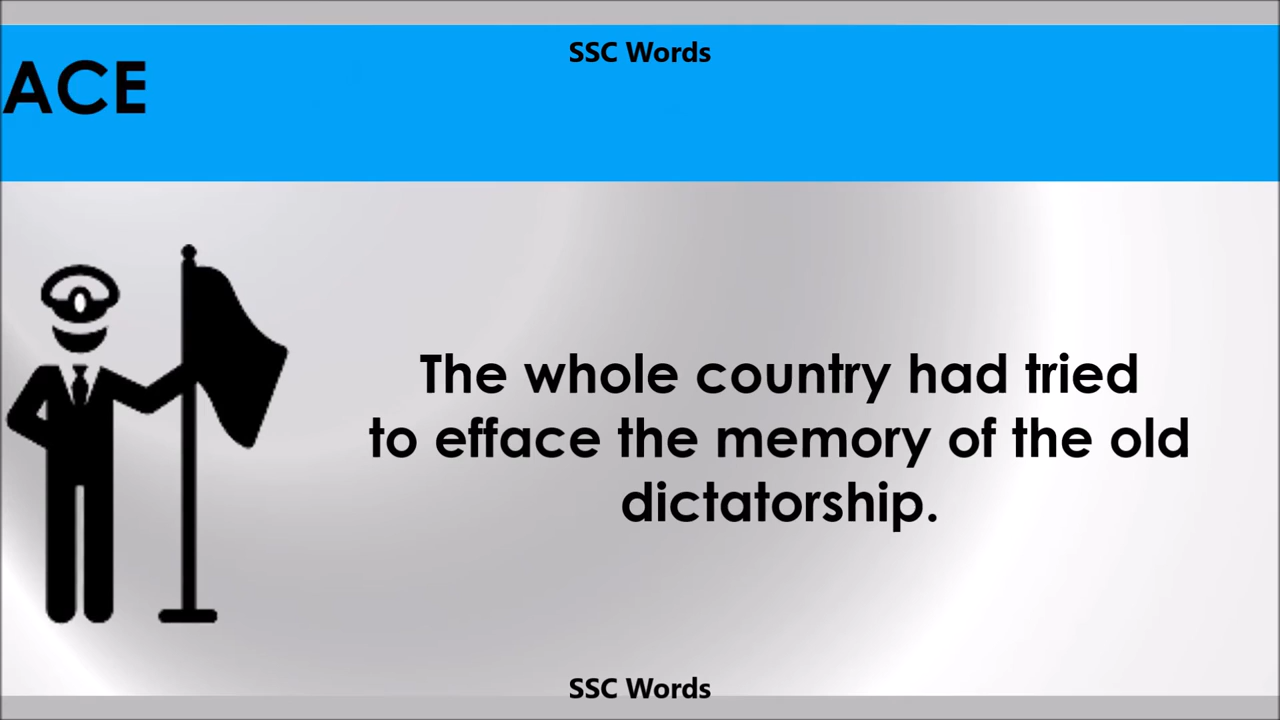 SSC Words
ACE
The whole country had tried
to efface the memory of the old
dictatorship.
SSC Words